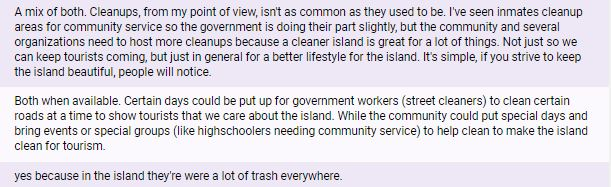 A mix of both. Cleanups, from my point of view, isn't as common as they used to be. I've seen inmates cleanup
areas for community service so the government is doing their part slightly, but the community and several
organizations need to host more cleanups because a cleaner island is great for a lot of things. Not just so we
can keep tourists coming, but just in general for a better lifestyle for the island. It's simple, if you strive to keep
the island beautiful, people will notice.
Both when available. Certain days could be put up for government workers (street cleaners) to clean certain
roads at a time to show tourists that we care about the island. While the community could put special days and
bring events or special groups (like highschoolers needing community service) to help clean to make the island
clean for tourism.
yes because in the island they're were a lot of trash everywhere.